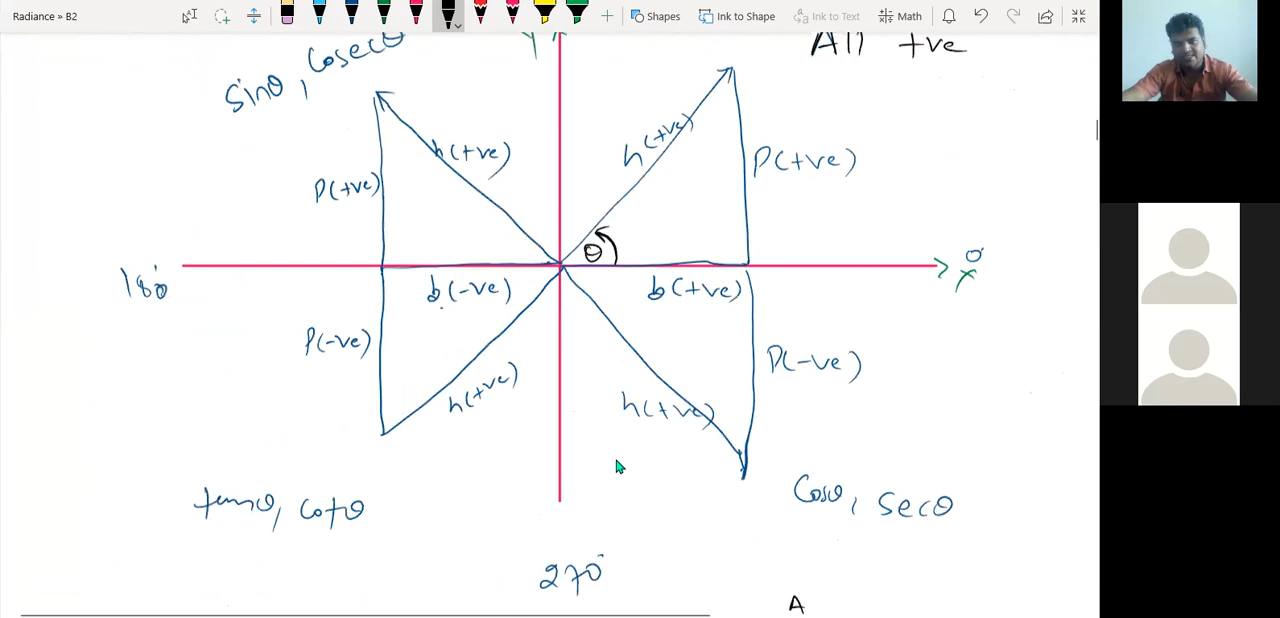 Radiance » B2
Shapes
Ink to Shape
Ink to Text
Math
Y
All +ve
sinθ, cosecθ
h(+ve)
h(+ve)
P(+ve)
P(+ve)
θ
0°
x
180°
b(-ve)
b(+ve)
P(-ve)
P(-ve)
h(+ve)
h(+ve)
tanθ, cotθ
Cosθ, Secθ
270°
A